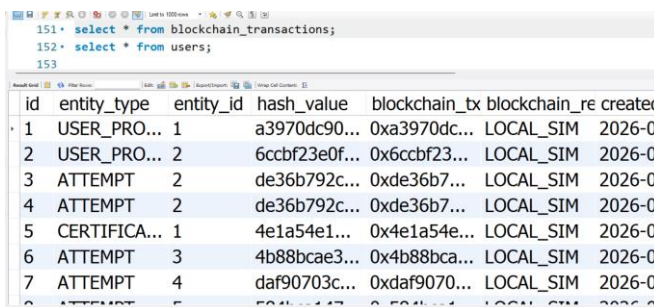 Limit to 1000 rows
151 select * from blockchain_transactions;
152 select * from users;
153
Result Grid Filter Rows: Edit: Export/Import: Wrap Cell Content:
id entity_type entity_id hash_value blockchain_tx blockchain_re created
1 USER_PRO... 1 a3970dc90... 0xa3970dc... LOCAL_SIM 2026-0
2 USER_PRO... 2 6ccbf23e0f... 0x6ccbf23... LOCAL_SIM 2026-0
3 ATTEMPT 2 de36b792c... 0xde36b7... LOCAL_SIM 2026-0
4 ATTEMPT 2 de36b792c... 0xde36b7... LOCAL_SIM 2026-0
5 CERTIFICA... 1 4e1a54e1... 0x4e1a54e... LOCAL_SIM 2026-0
6 ATTEMPT 3 4b88bcae3... 0x4b88bca... LOCAL_SIM 2026-0
7 ATTEMPT 4 daf90703c... 0xdaf9070... LOCAL_SIM 2026-0